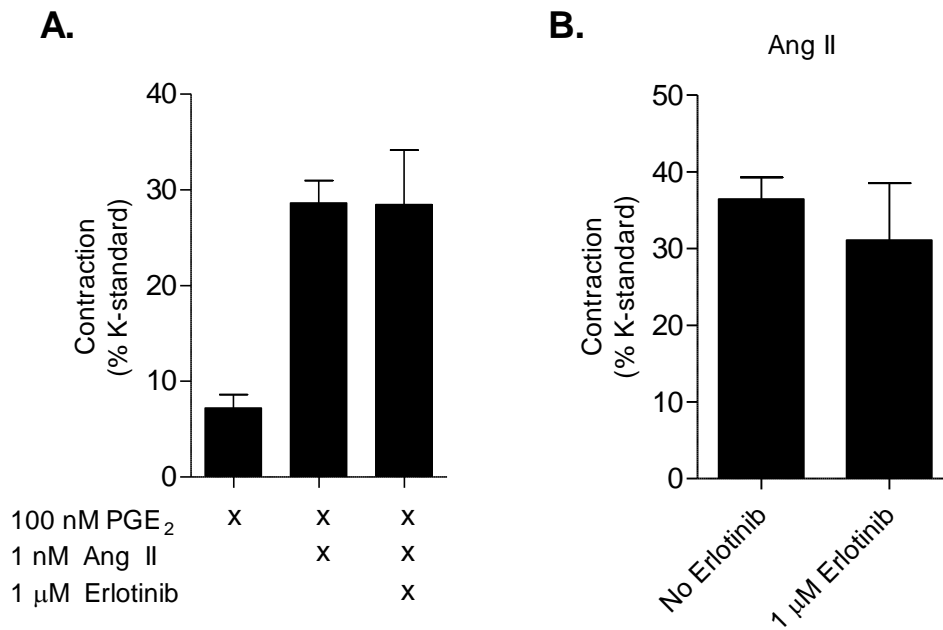 A.
40
30
20
10
0
Contraction
(% K-standard)
100 nM PGE₂ x x x
1 nM Ang II x x
1 μM Erlotinib x
B.
Ang II
50
40
30
20
10
0
Contraction
(% K-standard)
No Erlotinib
1 μM Erlotinib